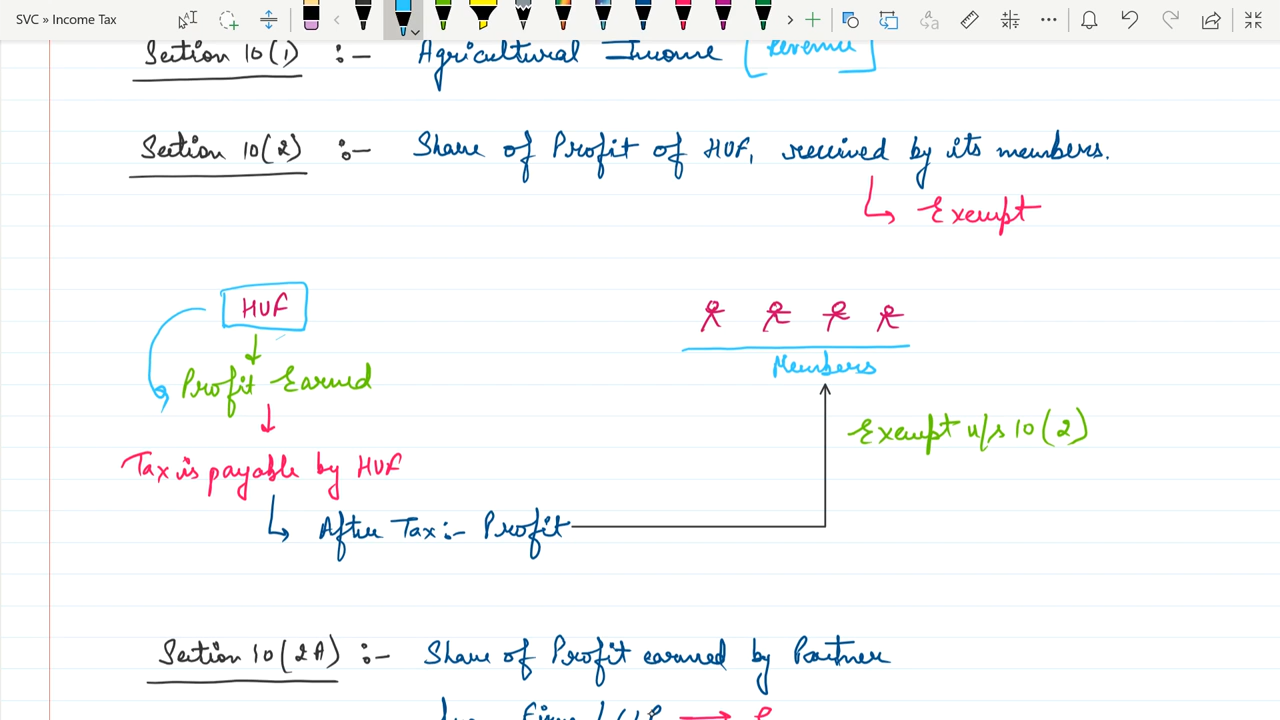 SVC » Income Tax
Section 10(1) :- Agricultural Income [Revenue]
Section 10(2) :- Share of Profit of HUF, received by its members.
Exempt
HUF
Members
Profit Earned
Exempt u/s 10(2)
Tax is payable by HUF
After Tax :- Profit
Section 10(2A) :- Share of Profit earned by Partner